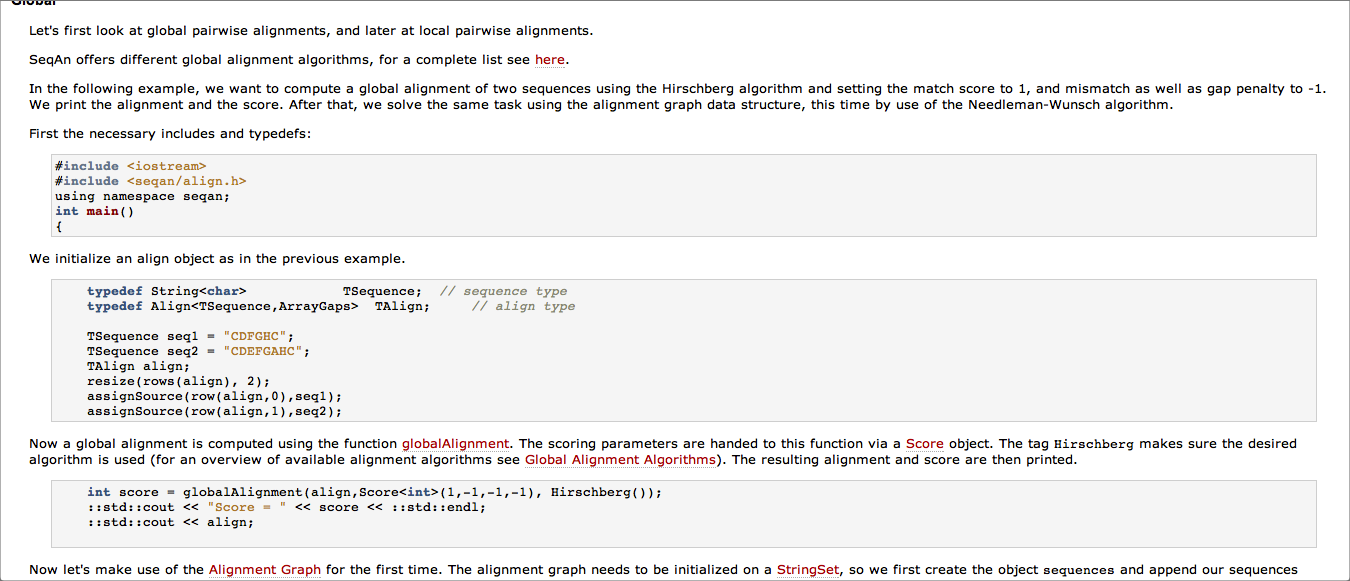 Global
Let's first look at global pairwise alignments, and later at local pairwise alignments.
SeqAn offers different global alignment algorithms, for a complete list see here.
In the following example, we want to compute a global alignment of two sequences using the Hirschberg algorithm and setting the match score to 1, and mismatch as well as gap penalty to -1.
We print the alignment and the score. After that, we solve the same task using the alignment graph data structure, this time by use of the Needleman-Wunsch algorithm.
First the necessary includes and typedefs:
#include <iostream>
#include <seqan/align.h>
using namespace seqan;
int main()
{
We initialize an align object as in the previous example.
typedef String<char>            TSequence;  // sequence type
typedef Align<TSequence,ArrayGaps>  TAlign;     // align type
TSequence seq1 = "CDFGHC";
TSequence seq2 = "CDEFGAHC";
TAlign align;
resize(rows(align), 2);
assignSource(row(align,0),seq1);
assignSource(row(align,1),seq2);
Now a global alignment is computed using the function globalAlignment. The scoring parameters are handed to this function via a Score object. The tag Hirschberg makes sure the desired
algorithm is used (for an overview of available alignment algorithms see Global Alignment Algorithms). The resulting alignment and score are then printed.
int score = globalAlignment(align,Score<int>(1,-1,-1,-1), Hirschberg());
::std::cout << "Score = " << score << ::std::endl;
::std::cout << align;
Now let's make use of the Alignment Graph for the first time. The alignment graph needs to be initialized on a StringSet, so we first create the object sequences and append our sequences